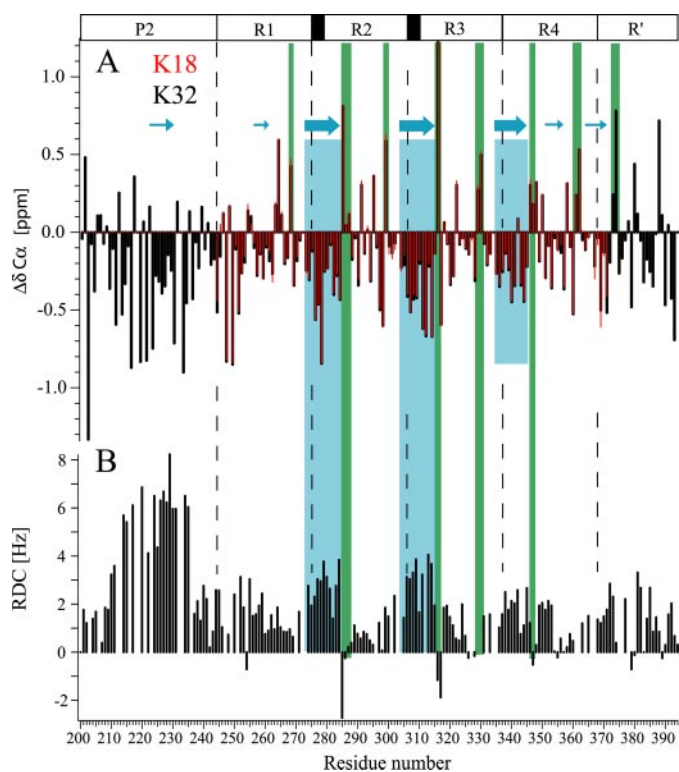 P2 R1 R2 R3 R4 R'
A
K18
K32
1.0
0.5
0.0
-0.5
-1.0
Δδ Cα [ppm]
B
8
6
4
2
0
-2
RDC [Hz]
200 210 220 230 240 250 260 270 280 290 300 310 320 330 340 350 360 370 380 390
Residue number